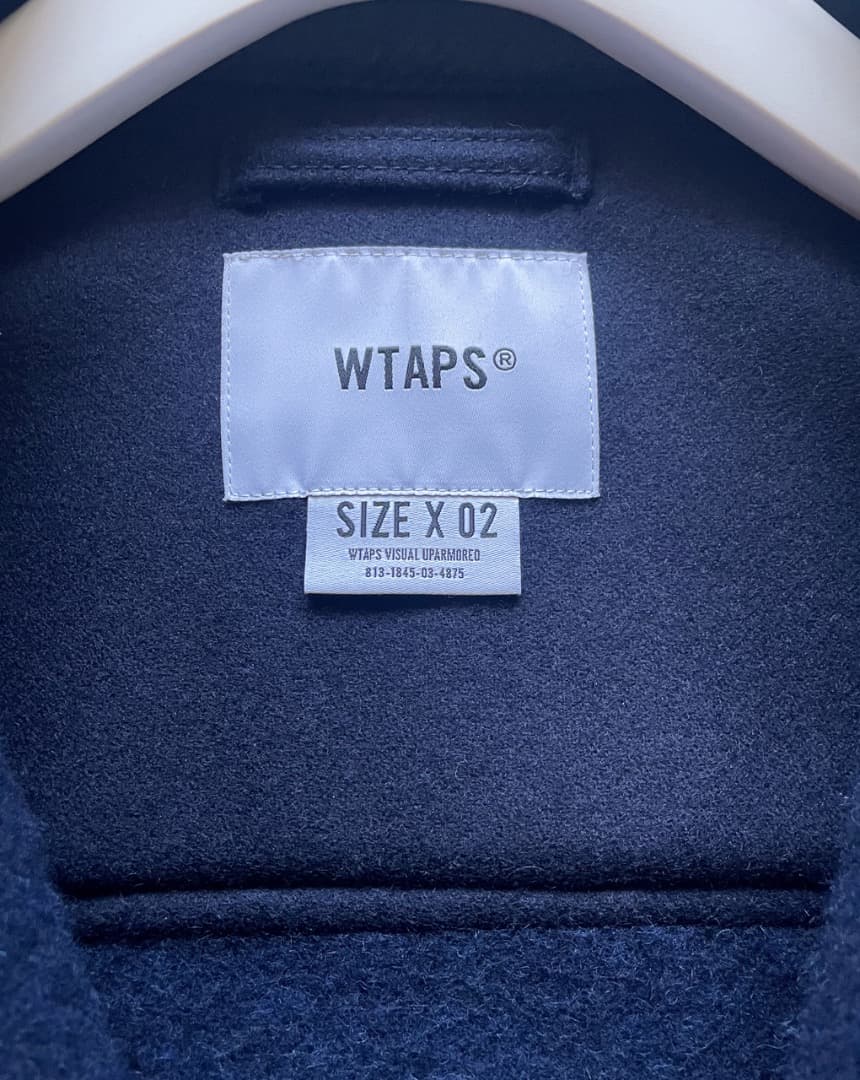 WTAPS®
SIZE X 02
WTAPS VISUAL UPARMORED
813-1845-03-4875